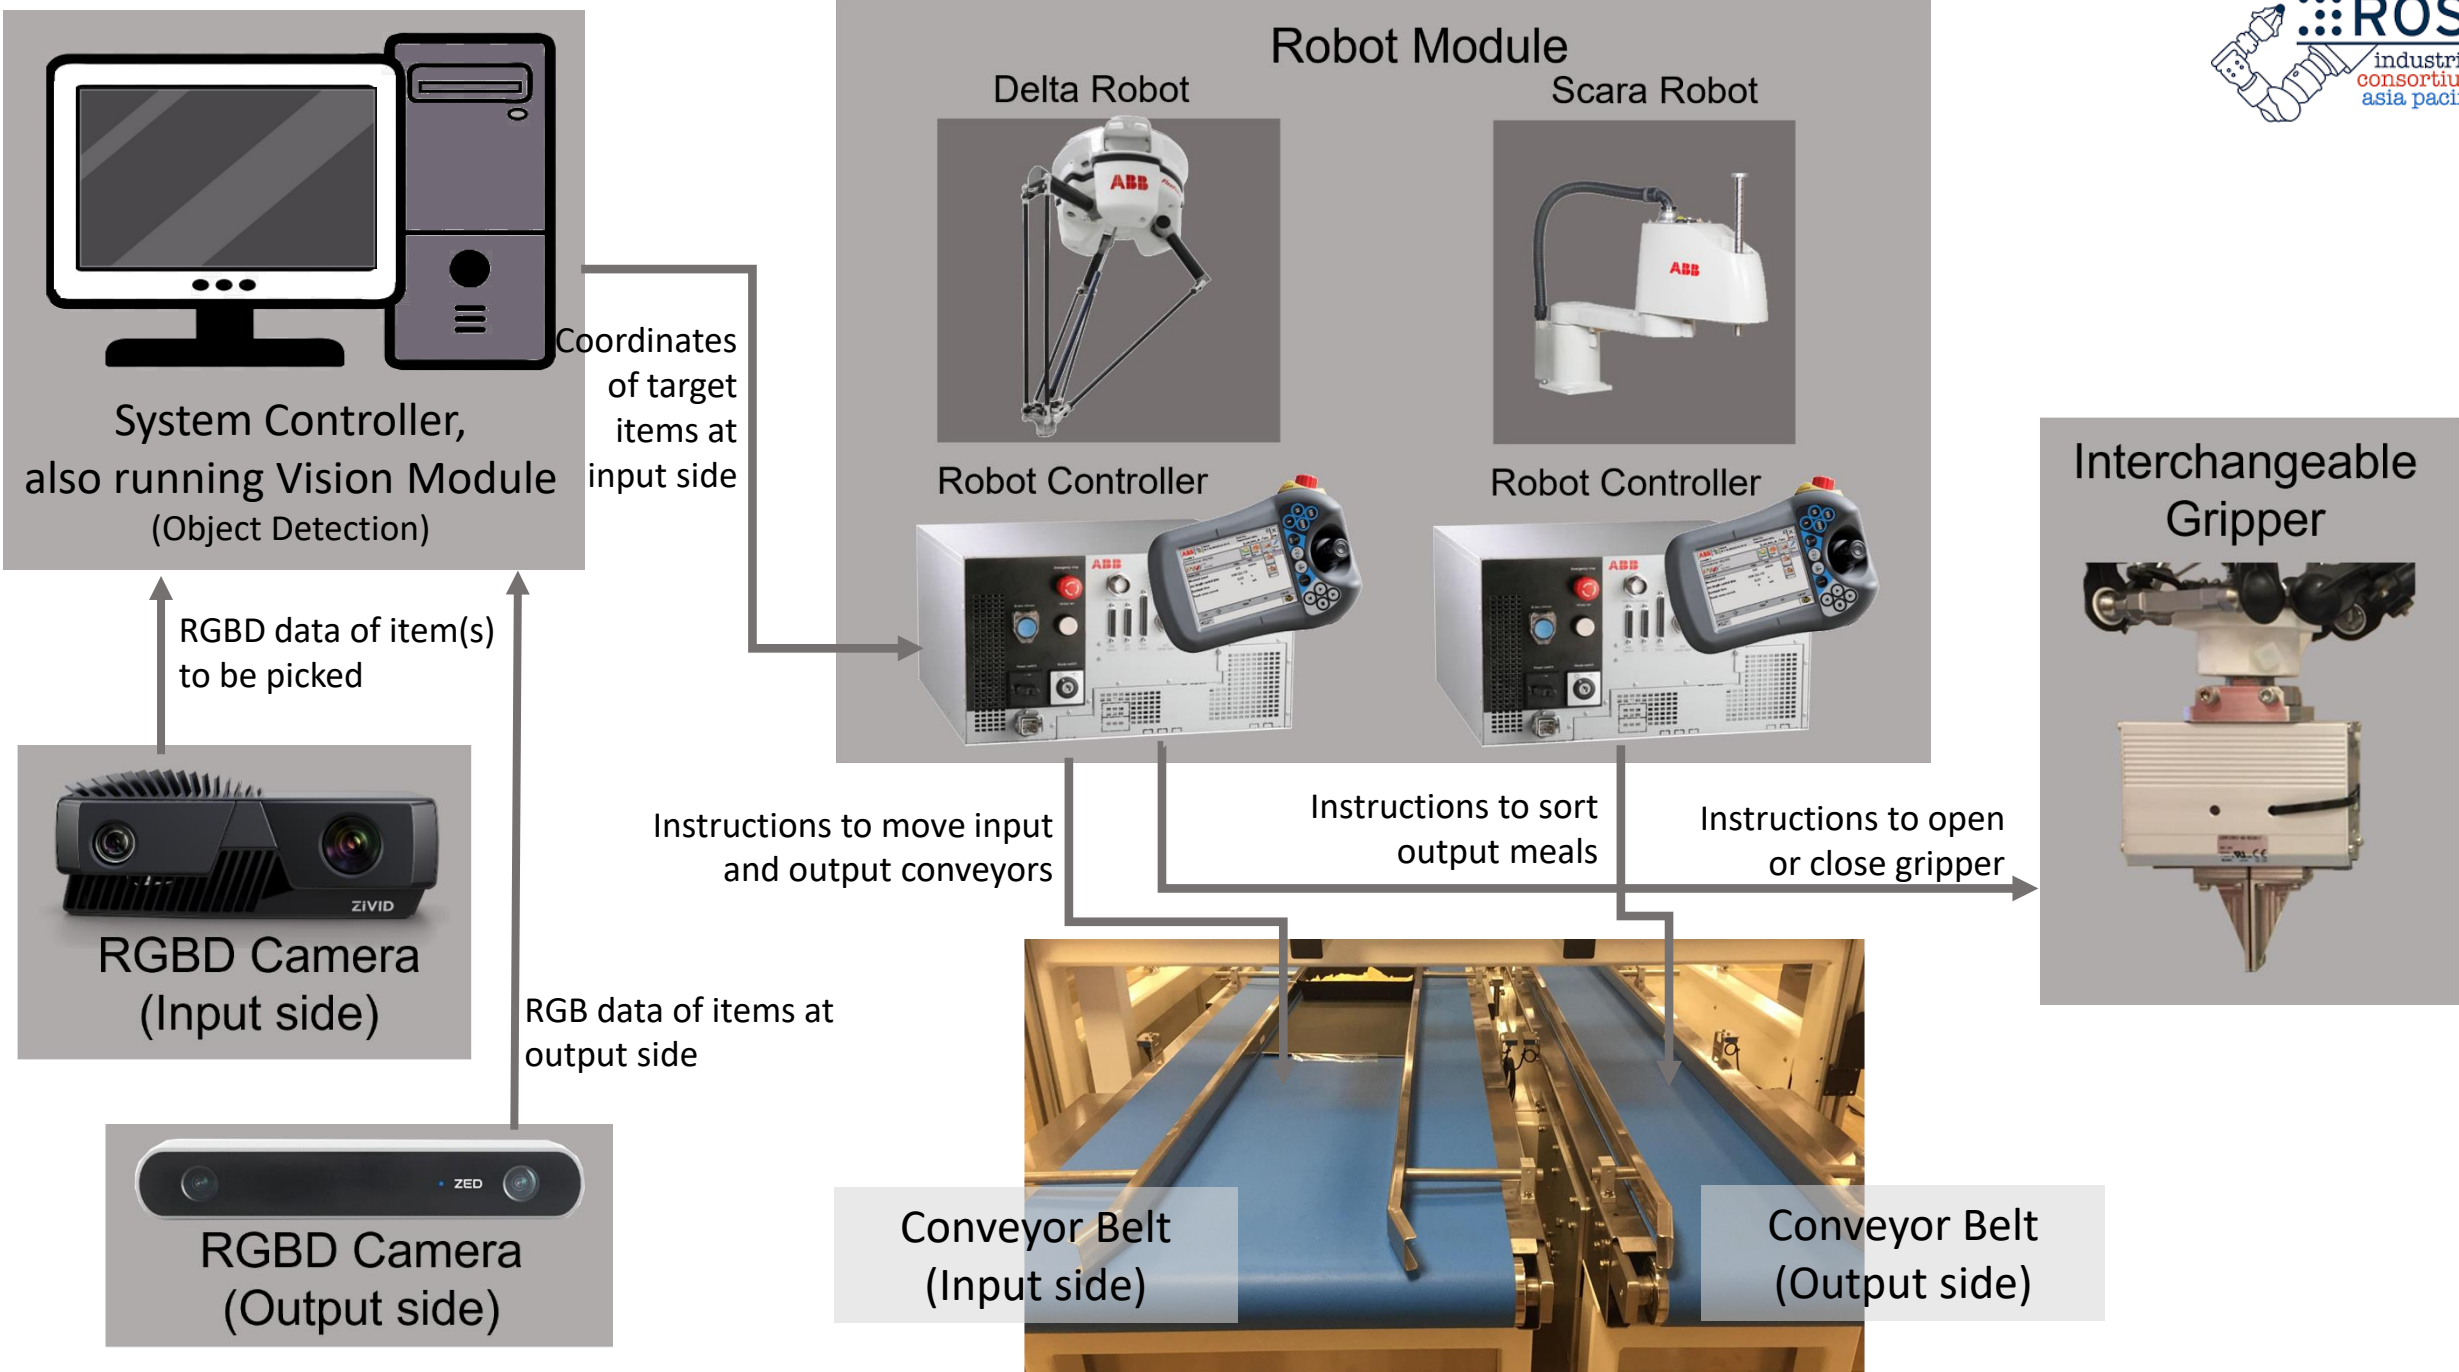 ROS
industri
consortiu
asia paci
Robot Module
Delta Robot
Scara Robot
ABB
ABB
System Controller,
also running Vision Module
(Object Detection)
Coordinates
of target
items at
input side
Robot Controller
Robot Controller
ABB
ABB
Interchangeable
Gripper
RGBD data of item(s)
to be picked
ZIVID
RGBD Camera
(Input side)
Instructions to move input
and output conveyors
Instructions to sort
output meals
Instructions to open
or close gripper
RGB data of items at
output side
ZED
RGBD Camera
(Output side)
Conveyor Belt
(Input side)
Conveyor Belt
(Output side)